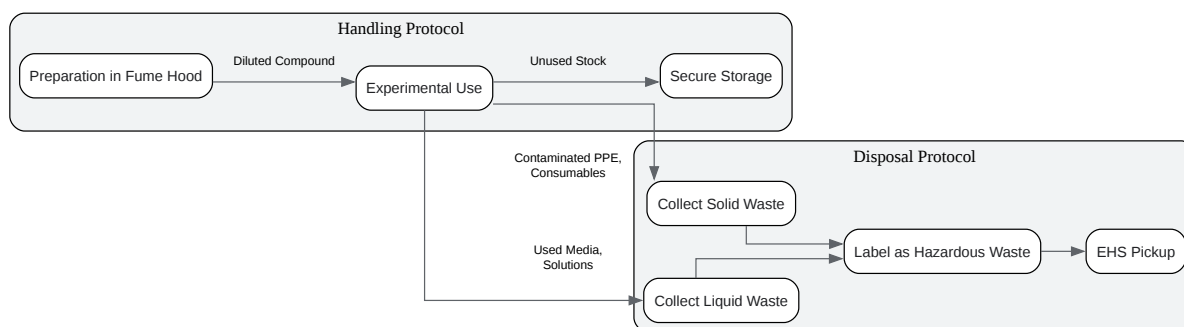 Handling Protocol
Preparation in Fume Hood
Diluted Compound
Experimental Use
Unused Stock
Secure Storage
Contaminated PPE,
Consumables
Used Media,
Solutions
Disposal Protocol
Collect Solid Waste
Collect Liquid Waste
Label as Hazardous Waste
EHS Pickup